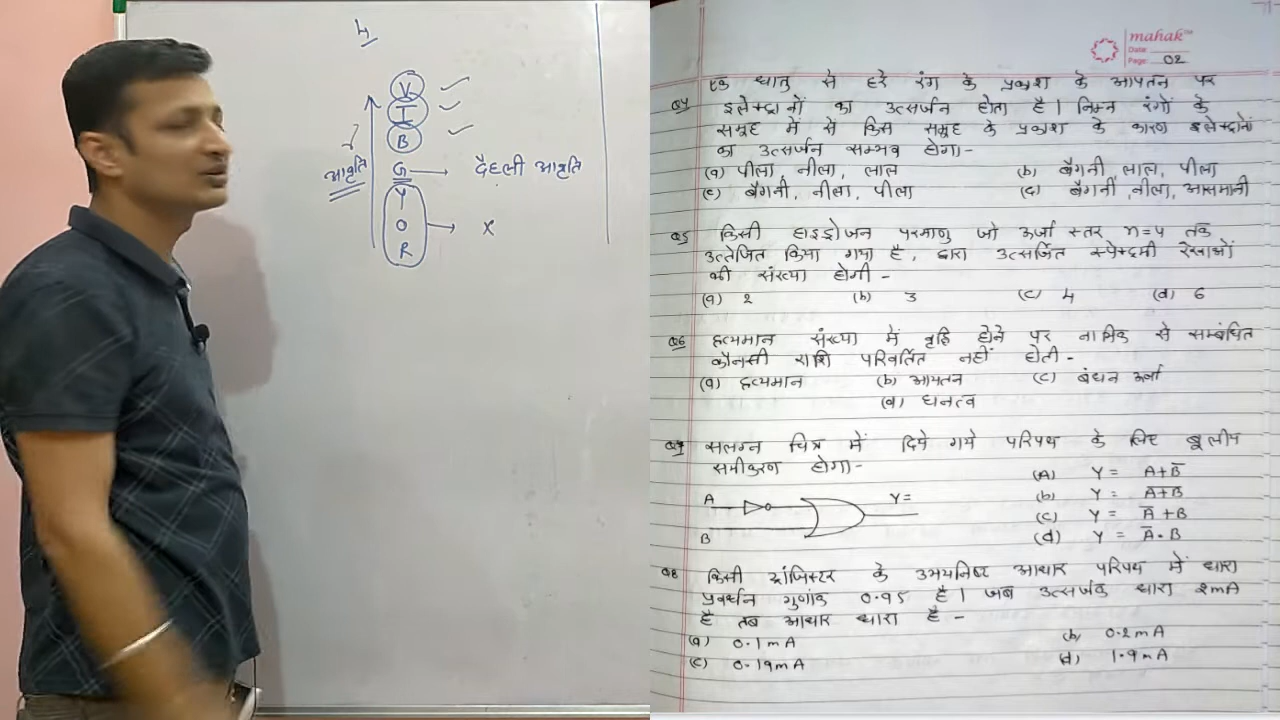 4
V
I
B
G → दैहली आवृति
Y
O → x
R
आवृति
mahak
Date:
Page: 02
एक धातु से हरे रंग के प्रकाश के आपतन पर
Q4 इलेक्ट्रानों का उत्सर्जन होता है। निम्न रंगों के
समूह में से किस समूह के प्रकाश के कारण इलेक्ट्रानों
का उत्सर्जन सम्भव होगा-
(a) पीला, नीला, लाल (b) बैगनी, लाल, पीला
(c) बैगनी, नीला, पीला (d) बैगनी, नीला, आसमानी
Q5 किसी हाइड्रोजन परमाणु जो ऊर्जा स्तर n=4 तक
उत्तेजित किया गया है, द्वारा उत्सर्जित स्पेक्ट्रमी रेखाओं
की संख्या होगी -
(a) 2 (b) 3 (c) 4 (d) 6
Q6 द्रव्यमान संख्या में वृद्धि होने पर नाभिक से सम्बंधित
कौनसी राशि परिवर्तित नहीं होती -
(a) द्रव्यमान (b) आयतन (c) बंधन ऊर्जा
(d) घनत्व
Q7 सलग्न चित्र में दिये गये परिपथ के लिए बूलीय
समीकरण होगा-
A
B
Y=
(A) Y = A+B̅
(b) Y = A̅+̅B̅
(c) Y = A̅+B
(d) Y = A̅.B
Q8 किसी ट्रांजिस्टर के उभयनिष्ट आधार परिपथ में धारा
प्रवर्धन गुणांक 0.95 है। जब उत्सर्जक धारा 2mA
है तब आधार धारा है -
(a) 0.1mA (b) 0.2mA
(c) 0.19mA (d) 1.9mA